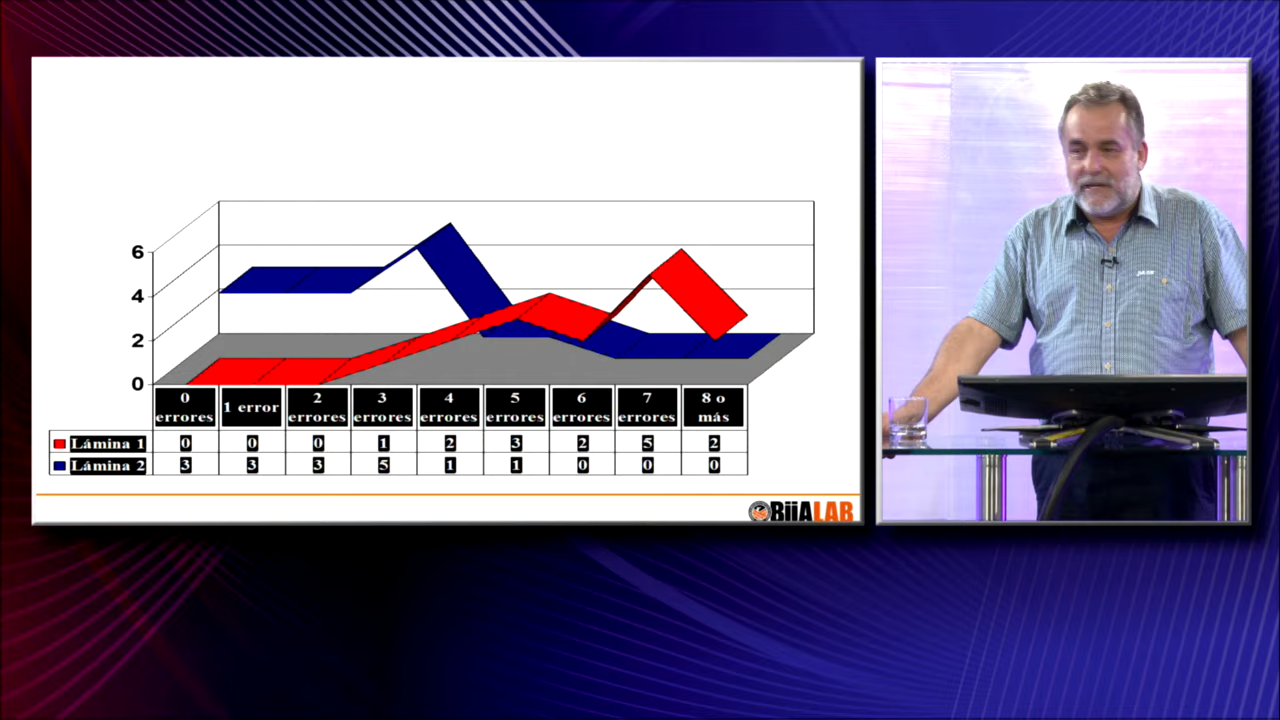 6
4
2
0
0 errores 1 error 2 errores 3 errores 4 errores 5 errores 6 errores 7 errores 8 o más
Lámina 1 0 0 0 1 2 3 2 5 2
Lámina 2 3 3 3 5 1 1 0 0 0
BiiALAB